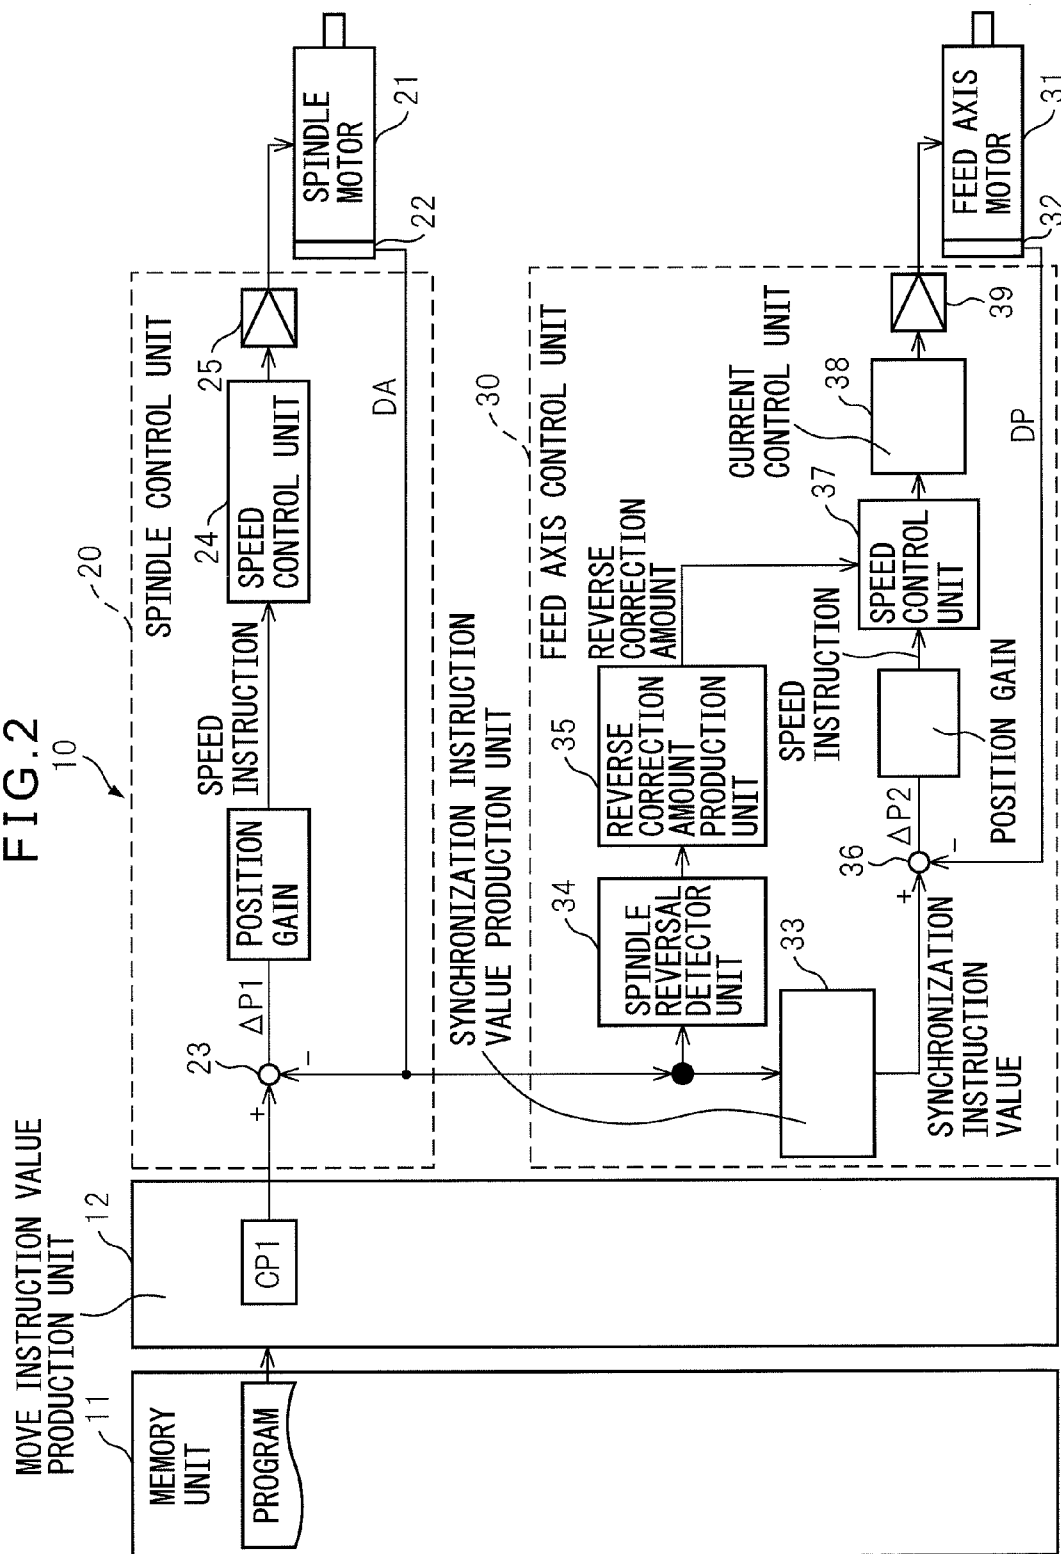 FIG.2
10
MOVE INSTRUCTION VALUE
PRODUCTION UNIT
11
12
MEMORY
UNIT
PROGRAM
CP1
20
SPINDLE CONTROL UNIT
23
+
-
ΔP1
POSITION
GAIN
SPEED
INSTRUCTION
24
SPEED
CONTROL UNIT
25
SPINDLE
MOTOR
21
22
DA
SYNCHRONIZATION INSTRUCTION
VALUE PRODUCTION UNIT
30
FEED AXIS CONTROL UNIT
34
SPINDLE
REVERSAL
DETECTOR
UNIT
35
REVERSE
CORRECTION
AMOUNT
PRODUCTION
UNIT
REVERSE
CORRECTION
AMOUNT
33
SYNCHRONIZATION
INSTRUCTION
VALUE
36
+
-
ΔP2
POSITION GAIN
SPEED
INSTRUCTION
37
SPEED
CONTROL
UNIT
CURRENT
CONTROL UNIT
38
39
DP
FEED AXIS
MOTOR
31
32